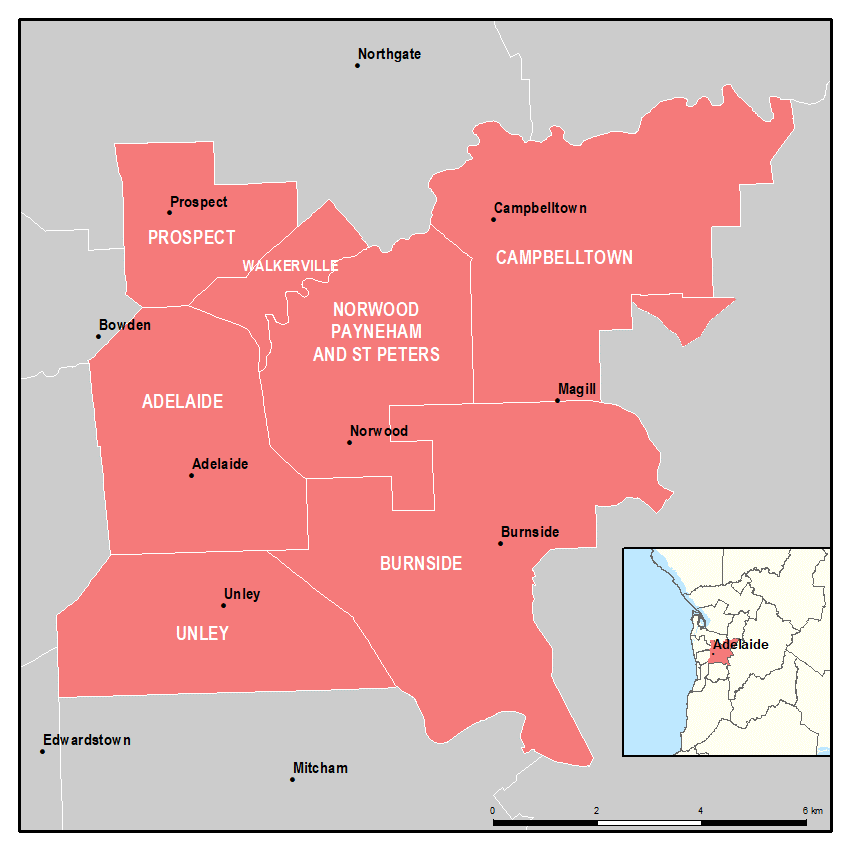 Northgate
Prospect
PROSPECT
Campbelltown
CAMPBELLTOWN
WALKERVILLE
NORWOOD
PAYNEHAM
AND ST PETERS
Bowden
Magill
ADELAIDE
Norwood
Adelaide
Burnside
BURNSIDE
Unley
UNLEY
Adelaide
Edwardstown
Mitcham
0 2 4 6 km